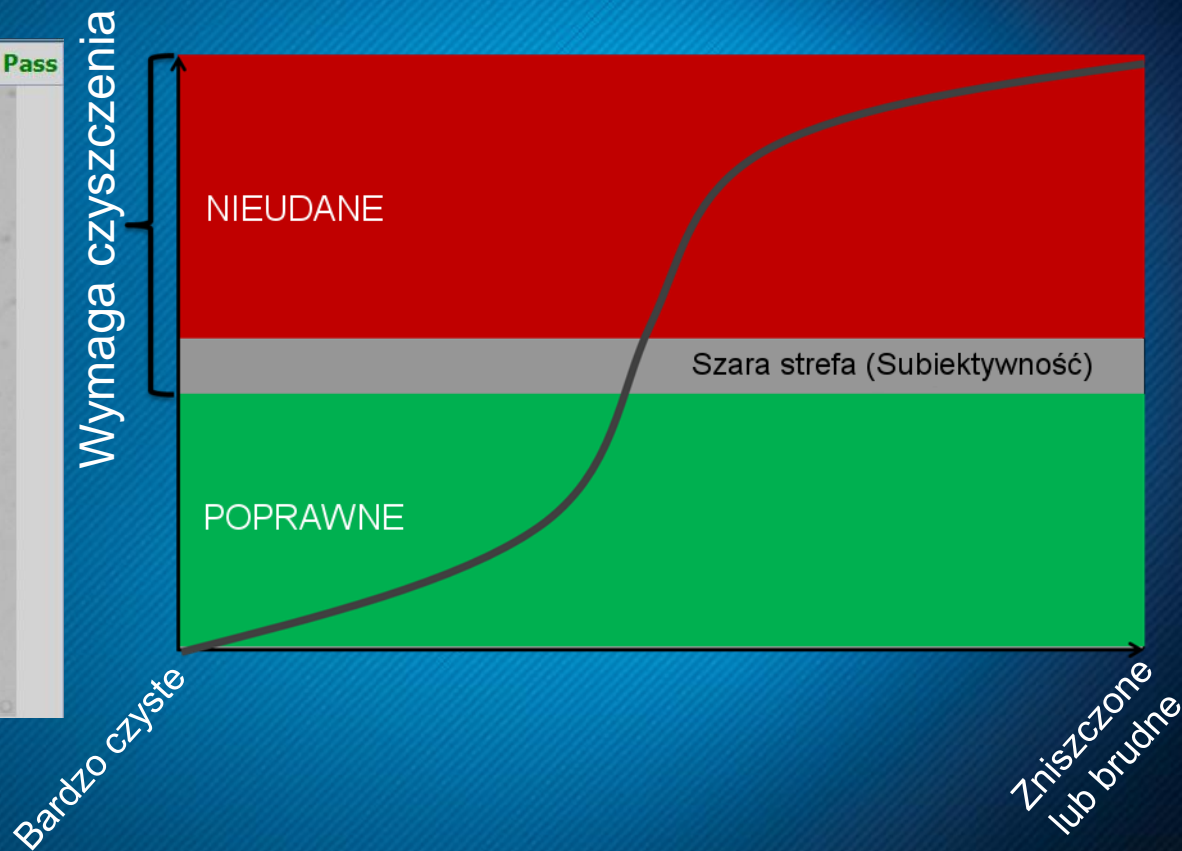 Pass
Wymaga czyszczenia
NIEUDANE
Szara strefa (Subiektywność)
POPRAWNE
Bardzo czyste
Zniszczone
lub brudne